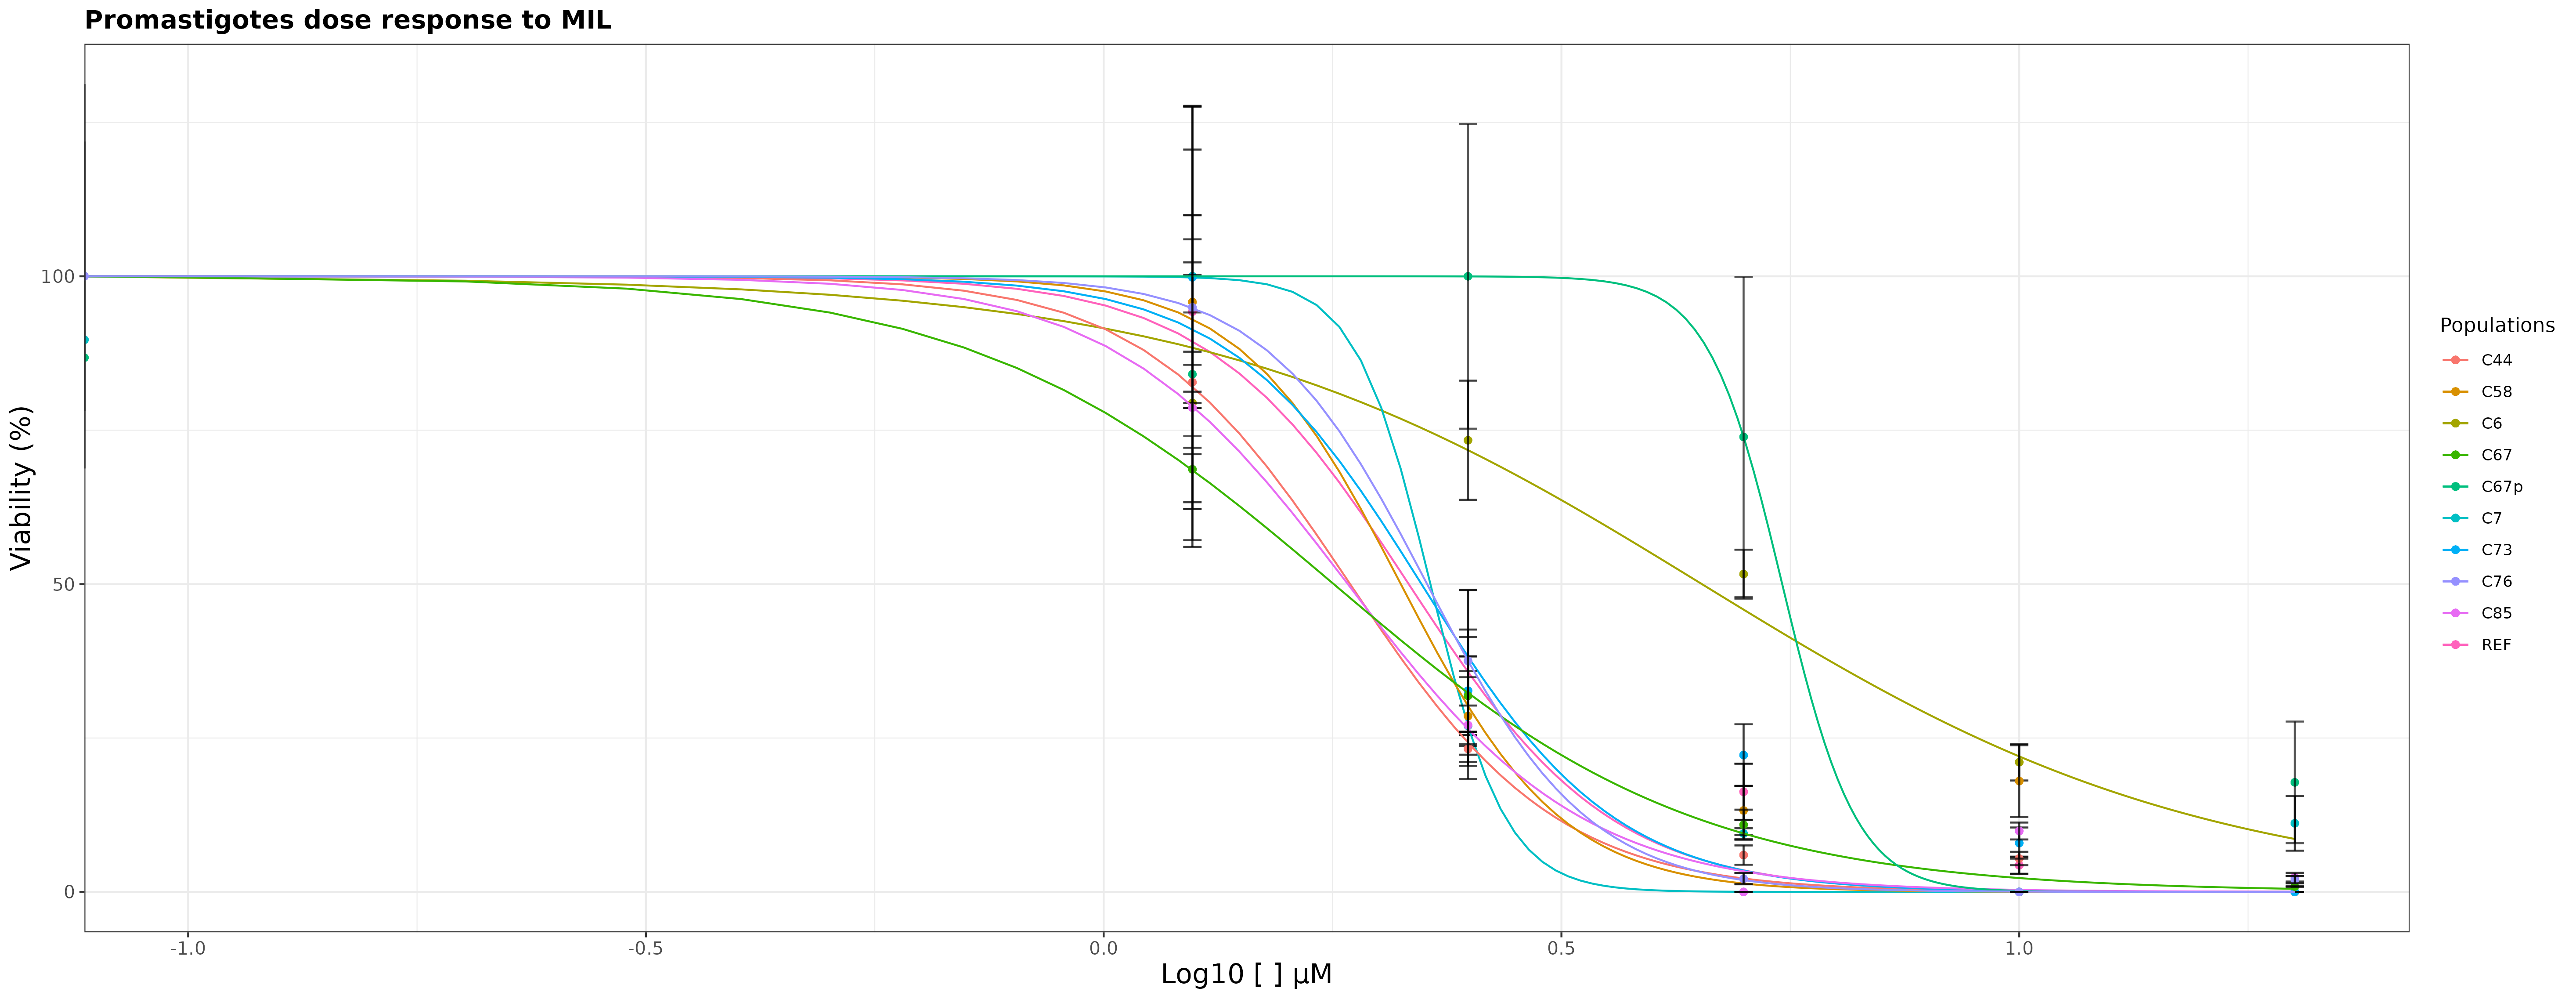 Promastigotes dose response to MIL
Viability (%)
100
50
0
-1.0
-0.5
0.0
0.5
1.0
Log10 [ ] µM
Populations
C44
C58
C6
C67
C67p
C7
C73
C76
C85
REF